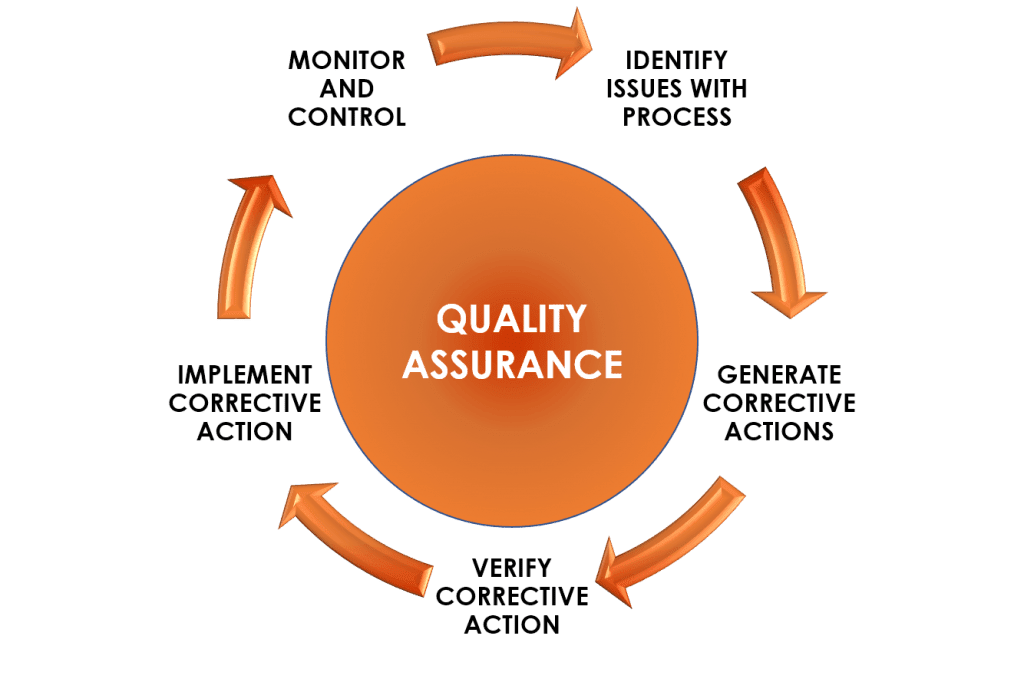 MONITOR
AND
CONTROL
IDENTIFY
ISSUES WITH
PROCESS
QUALITY
ASSURANCE
GENERATE
CORRECTIVE
ACTIONS
VERIFY
CORRECTIVE
ACTION
IMPLEMENT
CORRECTIVE
ACTION